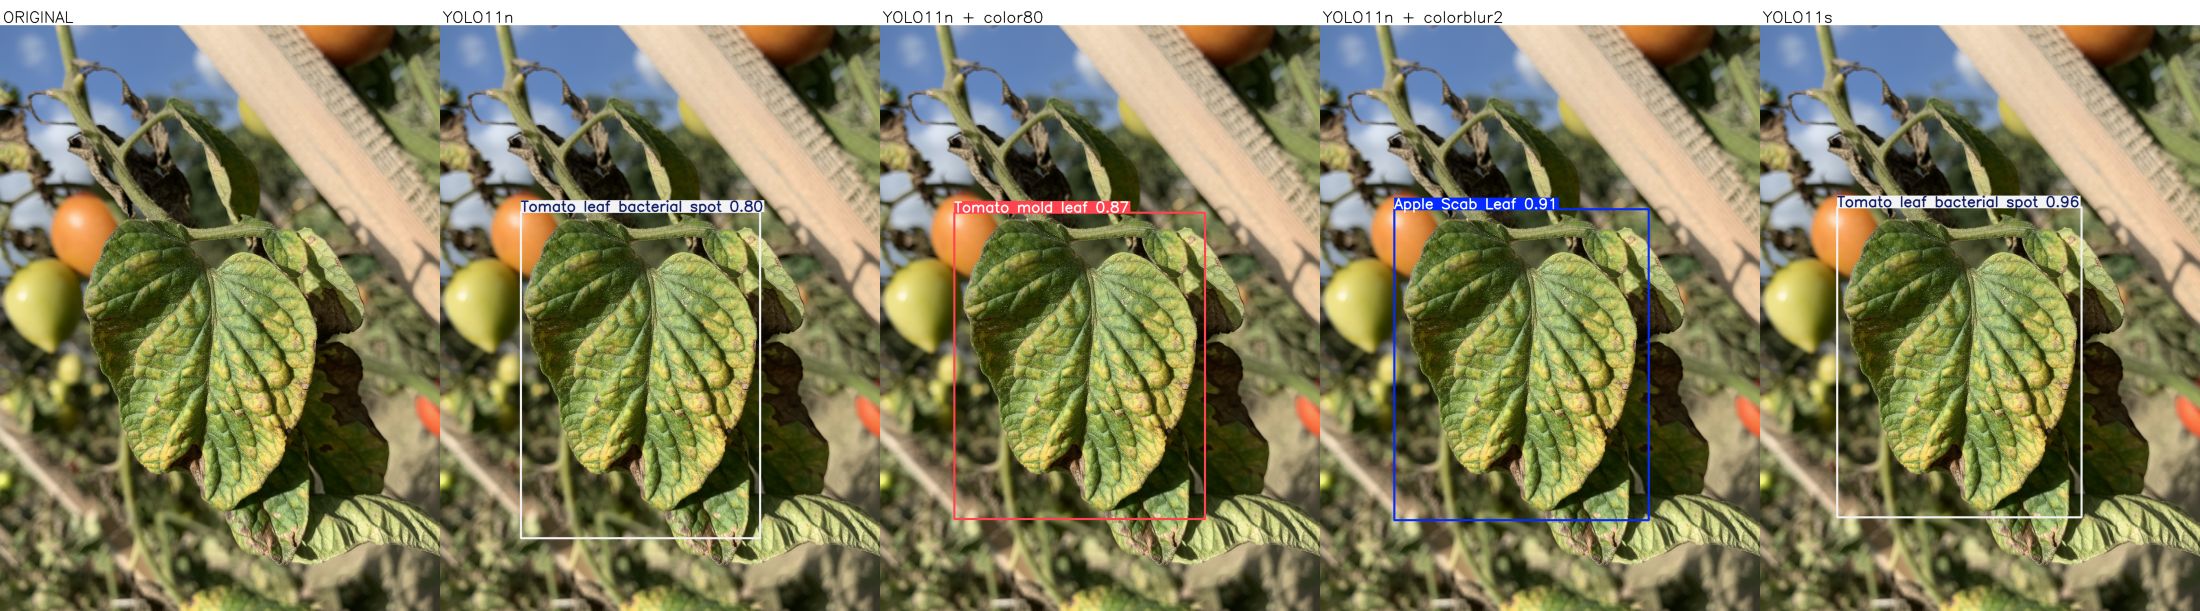 ORIGINAL
YOLO11n
YOLO11n + color80
YOLO11n + colorblur2
YOLO11s
Tomato leaf bacterial spot 0.80
Tomato mold leaf 0.87
Apple Scab Leaf 0.91
Tomato leaf bacterial spot 0.96